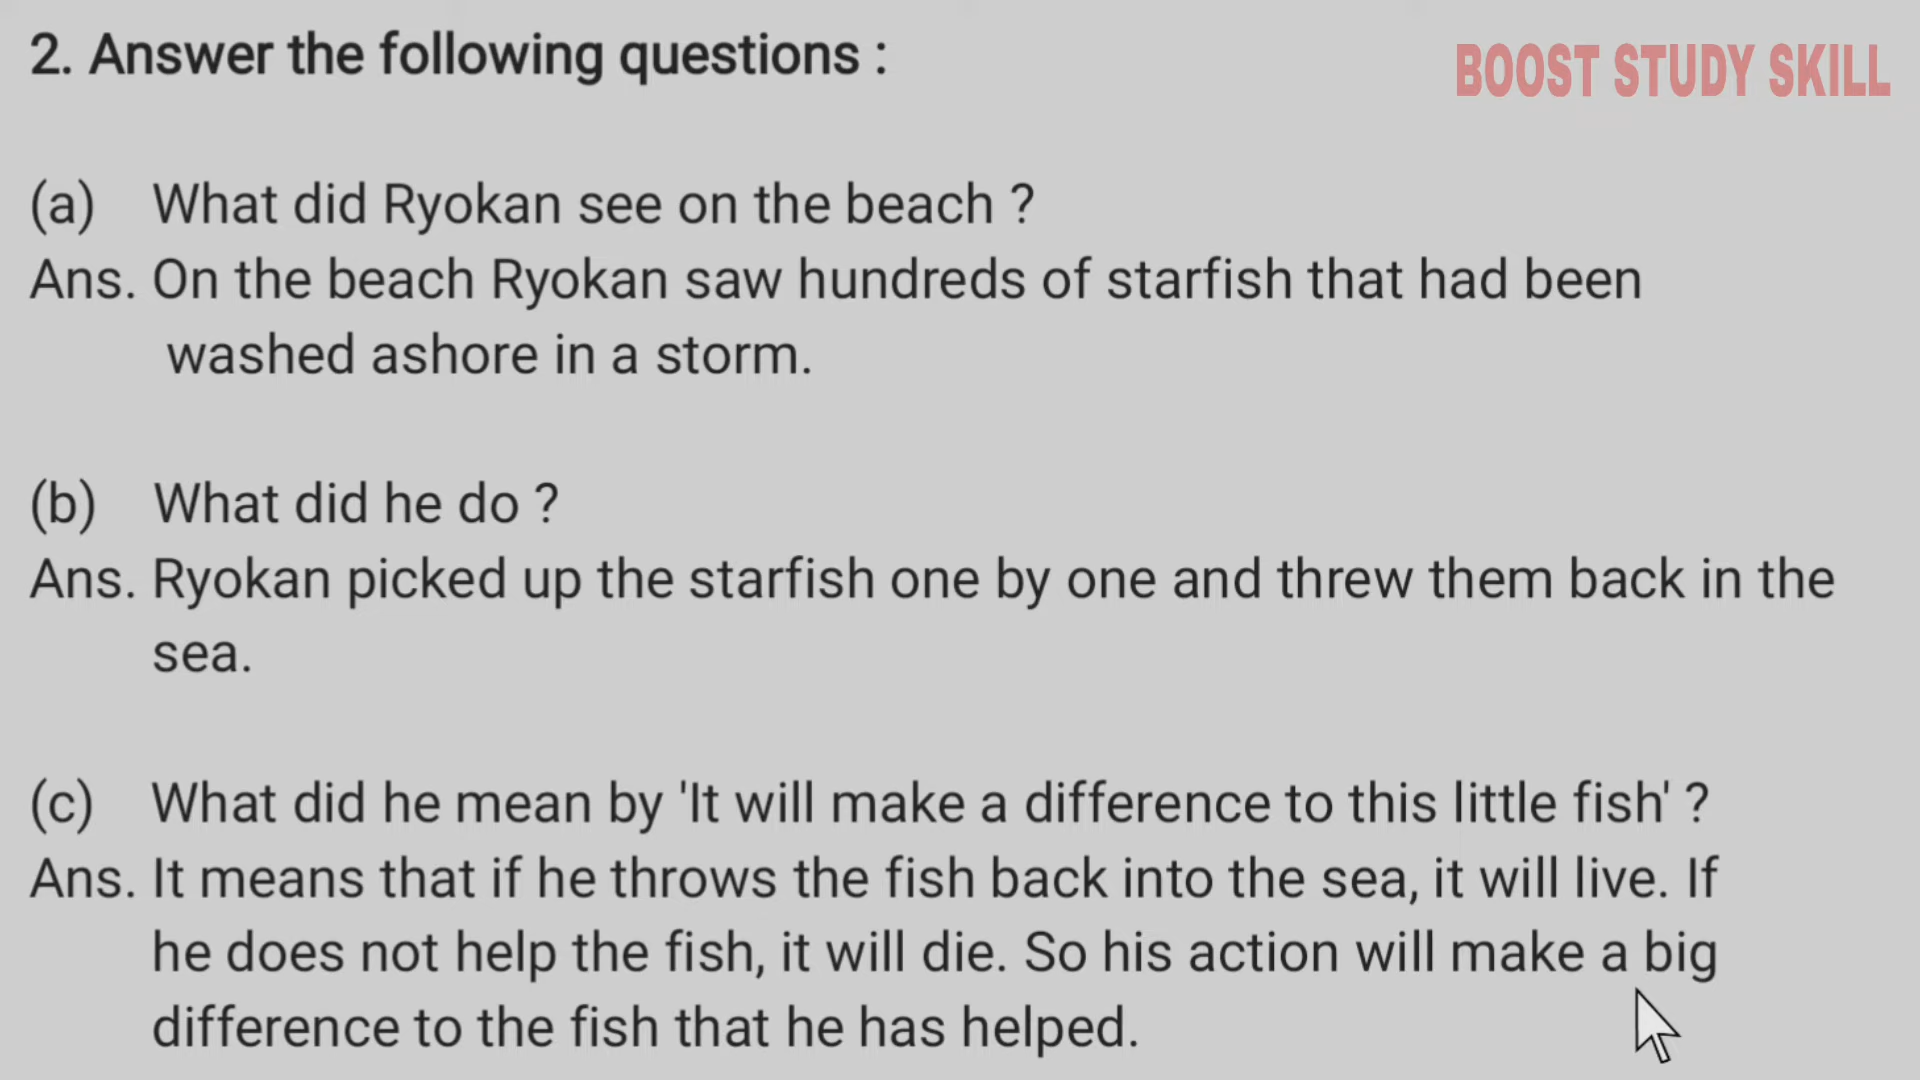 2. Answer the following questions :
BOOST STUDY SKILL
(a) What did Ryokan see on the beach ?
Ans. On the beach Ryokan saw hundreds of starfish that had been
washed ashore in a storm.
(b) What did he do ?
Ans. Ryokan picked up the starfish one by one and threw them back in the
sea.
(c) What did he mean by 'It will make a difference to this little fish' ?
Ans. It means that if he throws the fish back into the sea, it will live. If
he does not help the fish, it will die. So his action will make a big
difference to the fish that he has helped.